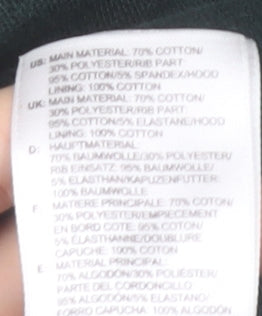 US: MAIN MATERIAL: 70% COTTON/
30% POLYESTER/RIB PART:
95% COTTON/5% SPANDEX/HOOD
LINING: 100% COTTON
UK: MAIN MATERIAL: 70% COTTON/
30% POLYESTER/RIB PART:
95% COTTON/5% ELASTANE/HOOD
LINING: 100% COTTON
D: HAUPTMATERIAL:
70% BAUMWOLLE/30% POLYESTER/
RIB EINSATZ: 95% BAUMWOLLE/
5% ELASTHAN/KAPUZENFUTTER:
100% BAUMWOLLE
F: MATIERE PRINCIPALE: 70% COTON/
30% POLYESTER/EMPIECEMENT
EN BORD COTE: 95% COTON/
5% ELASTHANNE/DOUBLURE
CAPUCHE: 100% COTON
E: MATERIAL PRINCIPAL:
70% ALGODÓN/30% POLIÉSTER/
PARTE DEL CORDONCILLO:
95% ALGODÓN/5% ELASTANO/
FORRO CAPUCHA: 100% ALGODÓN